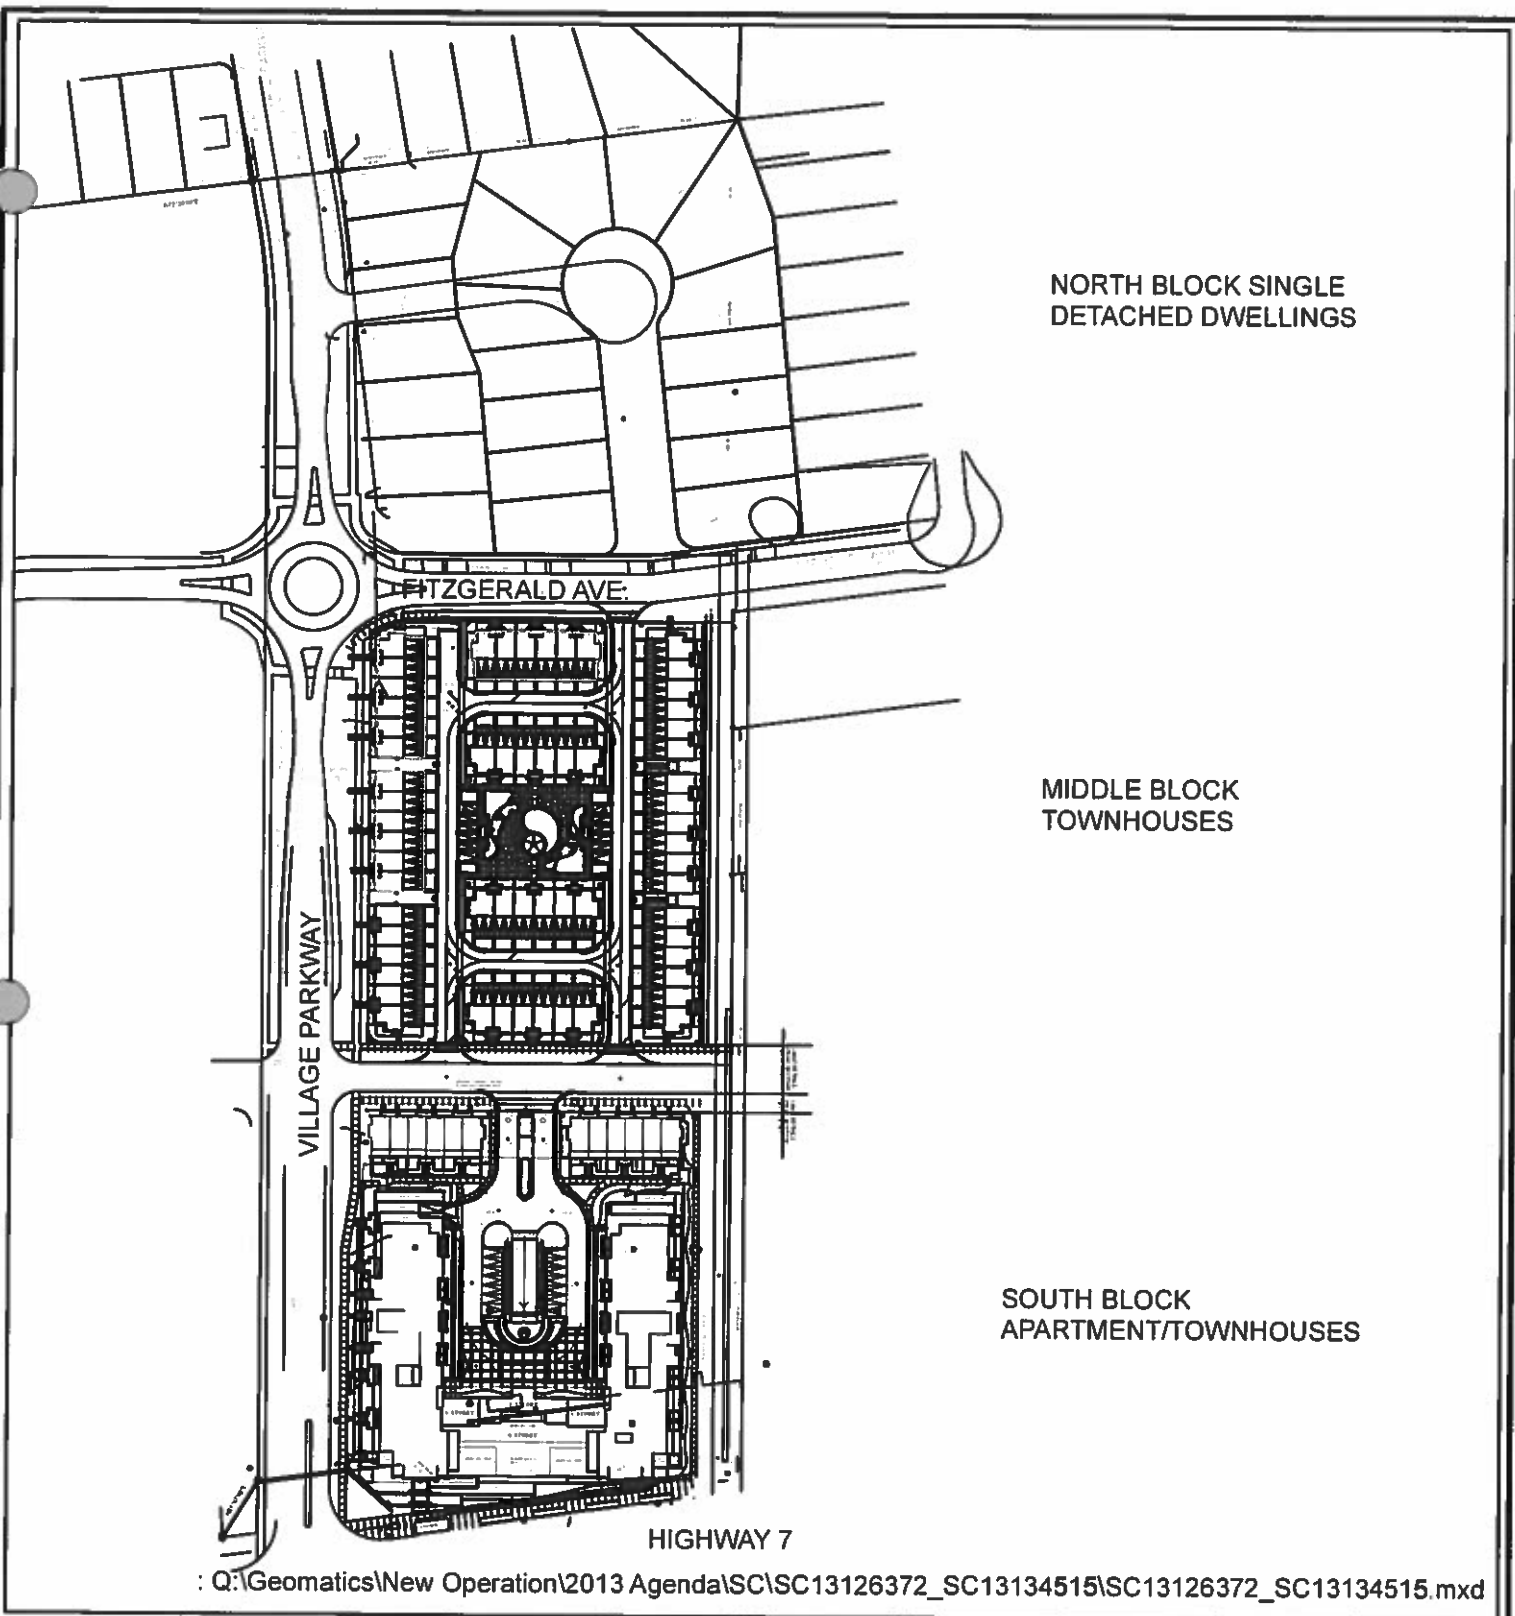 NORTH BLOCK SINGLE
DETACHED DWELLINGS
FITZGERALD AVE.
MIDDLE BLOCK
TOWNHOUSES
VILLAGE PARKWAY
SOUTH BLOCK
APARTMENT/TOWNHOUSES
HIGHWAY 7
: Q:\Geomatics\New Operation\2013 Agenda\SC\SC13126372_SC13134515\SC13126372_SC13134515.mxd